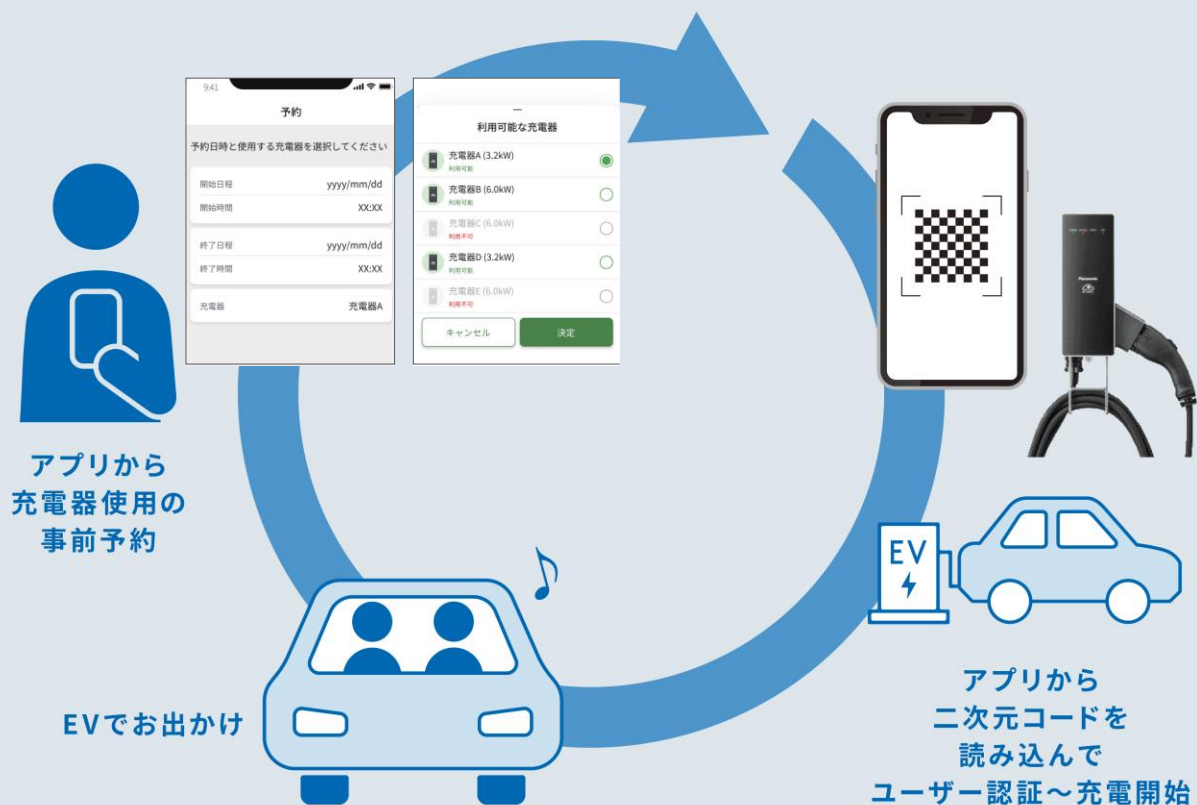 9:41
予約
予約日時と使用する充電器を選択してください
開始日程 yyyy/mm/dd
開始時間 XX:XX
終了日程 yyyy/mm/dd
終了時間 XX:XX
充電器 充電器A
利用可能な充電器
充電器A (3.2kW)
利用可能
充電器B (6.0kW)
利用可能
充電器C (6.0kW)
利用不可
充電器D (3.2kW)
利用可能
充電器E (6.0kW)
利用不可
キャンセル 決定
Panasonic
アプリから
充電器使用の
事前予約
EV
EVでお出かけ
アプリから
二次元コードを
読み込んで
ユーザー認証～充電開始